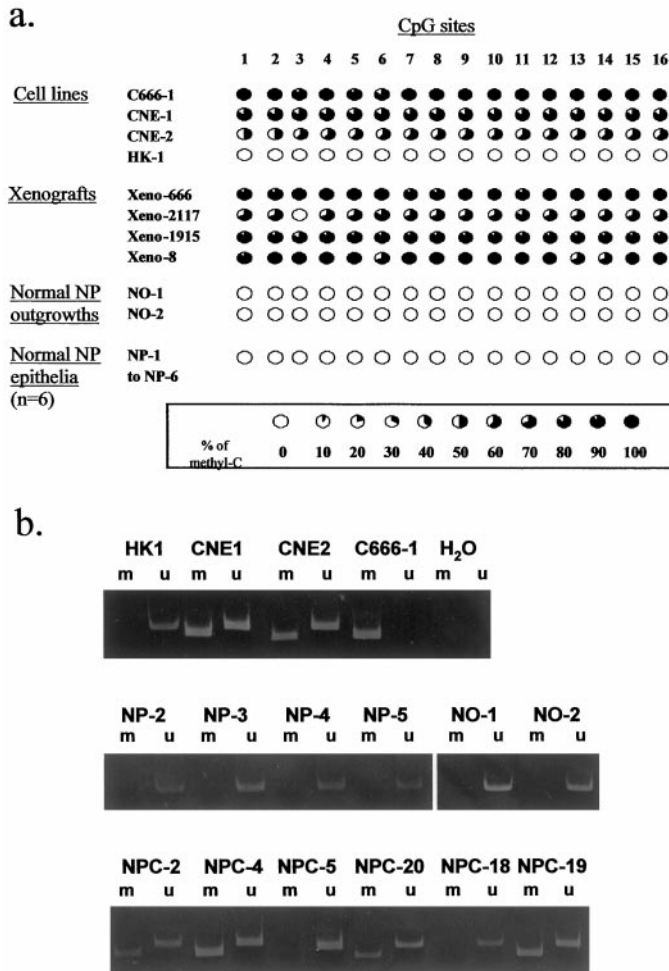 a.
CpG sites
1 2 3 4 5 6 7 8 9 10 11 12 13 14 15 16
Cell lines C666-1
CNE-1
CNE-2
HK-1
Xenografts Xeno-666
Xeno-2117
Xeno-1915
Xeno-8
Normal NP NO-1
outgrowths NO-2
Normal NP NP-1
epithelia to NP-6
(n=6)
% of
methyl-C 0 10 20 30 40 50 60 70 80 90 100
b.
HK1 CNE1 CNE2 C666-1 H₂O
m u m u m u m u m u
NP-2 NP-3 NP-4 NP-5 NO-1 NO-2
m u m u m u m u m u m u
NPC-2 NPC-4 NPC-5 NPC-20 NPC-18 NPC-19
m u m u m u m u m u m u